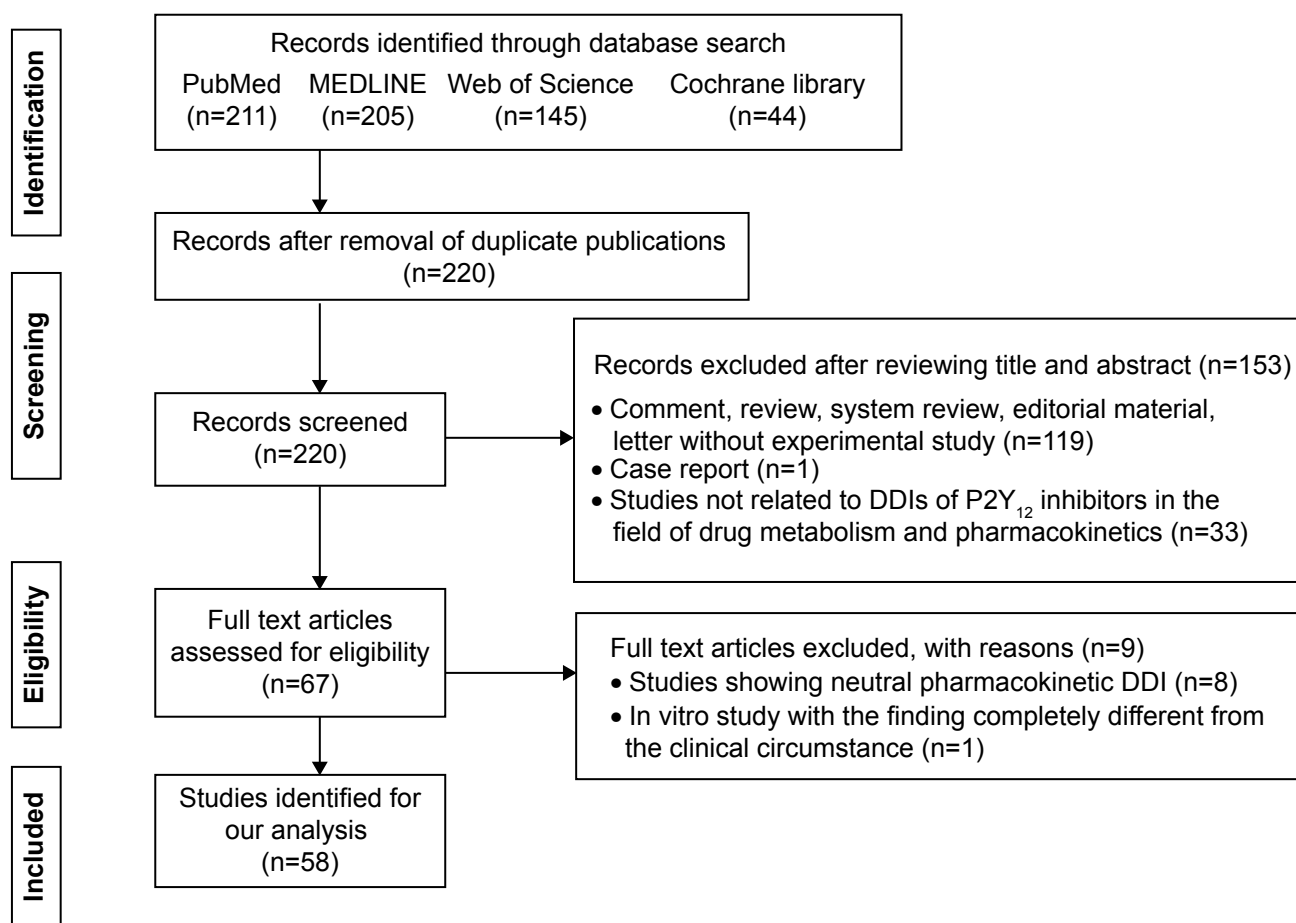 Identification
Records identified through database search
PubMed MEDLINE Web of Science Cochrane library
(n=211) (n=205) (n=145) (n=44)
Records after removal of duplicate publications
(n=220)
Screening
Records screened
(n=220)
Records excluded after reviewing title and abstract (n=153)
• Comment, review, system review, editorial material,
letter without experimental study (n=119)
• Case report (n=1)
• Studies not related to DDIs of P2Y₁₂ inhibitors in the
field of drug metabolism and pharmacokinetics (n=33)
Eligibility
Full text articles
assessed for eligibility
(n=67)
Full text articles excluded, with reasons (n=9)
• Studies showing neutral pharmacokinetic DDI (n=8)
• In vitro study with the finding completely different from
the clinical circumstance (n=1)
Included
Studies identified for
our analysis
(n=58)